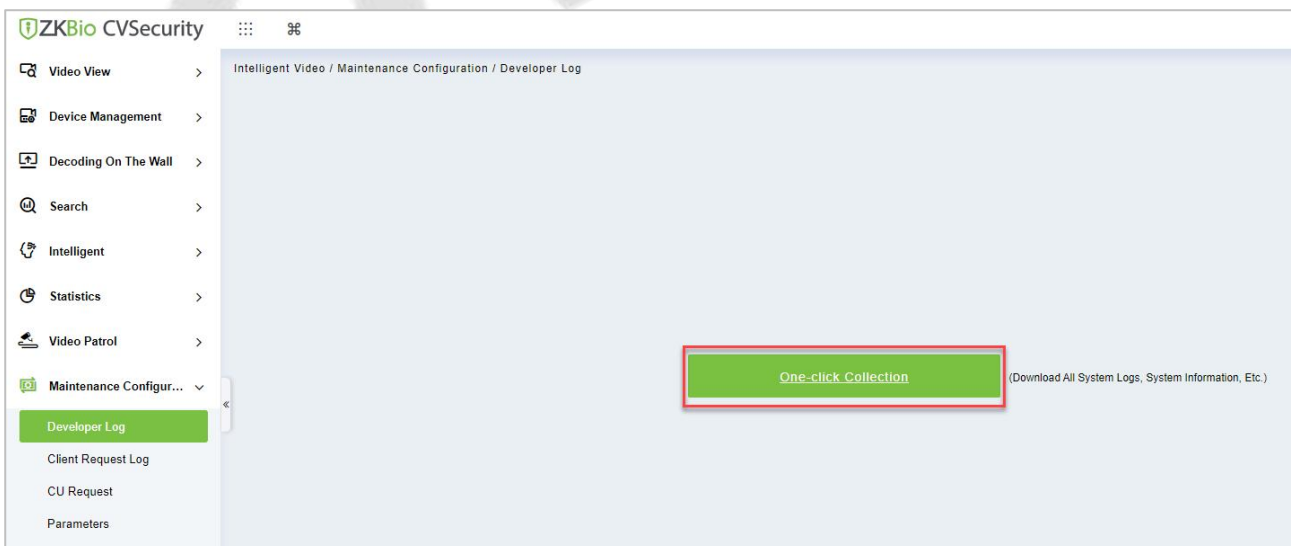 ZKBio CVSecurity
Intelligent Video / Maintenance Configuration / Developer Log
Video View
Device Management
Decoding On The Wall
Search
Intelligent
Statistics
Video Patrol
Maintenance Configur...
Developer Log
Client Request Log
CU Request
Parameters
One-click Collection
(Download All System Logs, System Information, Etc.)